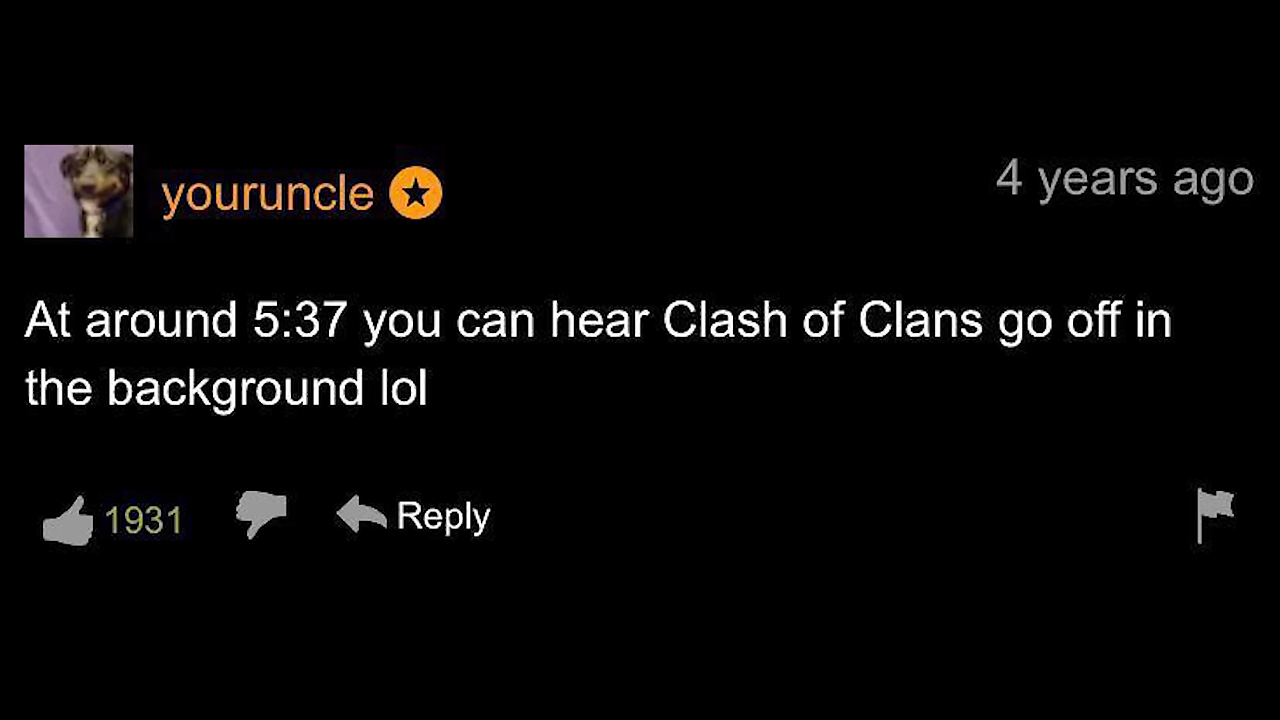 youruncle
4 years ago
At around 5:37 you can hear Clash of Clans go off in
the background lol
1931
Reply